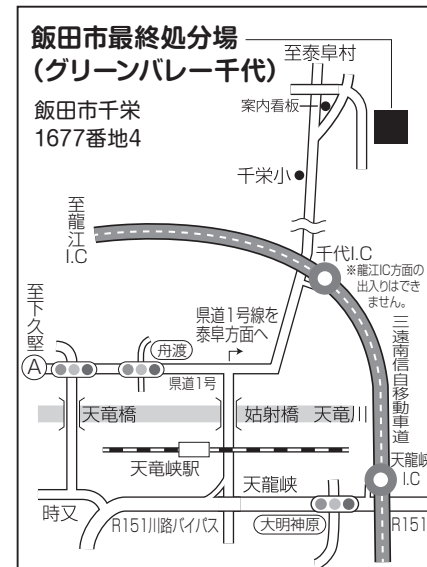 飯田市最終処分場
(グリーンバレー千代)
飯田市千栄
1677番地4
至泰阜村
案内看板
千栄小
至龍江I.C
千代I.C
※龍江IC方面の
出入りはでき
ません。
県道1号線を
泰阜方面へ
至下久堅
A
舟渡
県道1号
三遠南信自移動車道
天竜橋
姑射橋
天竜川
天竜峡駅
天龍峡
天龍峡
I.C
時又
R151川路バイパス
大明神原
R151